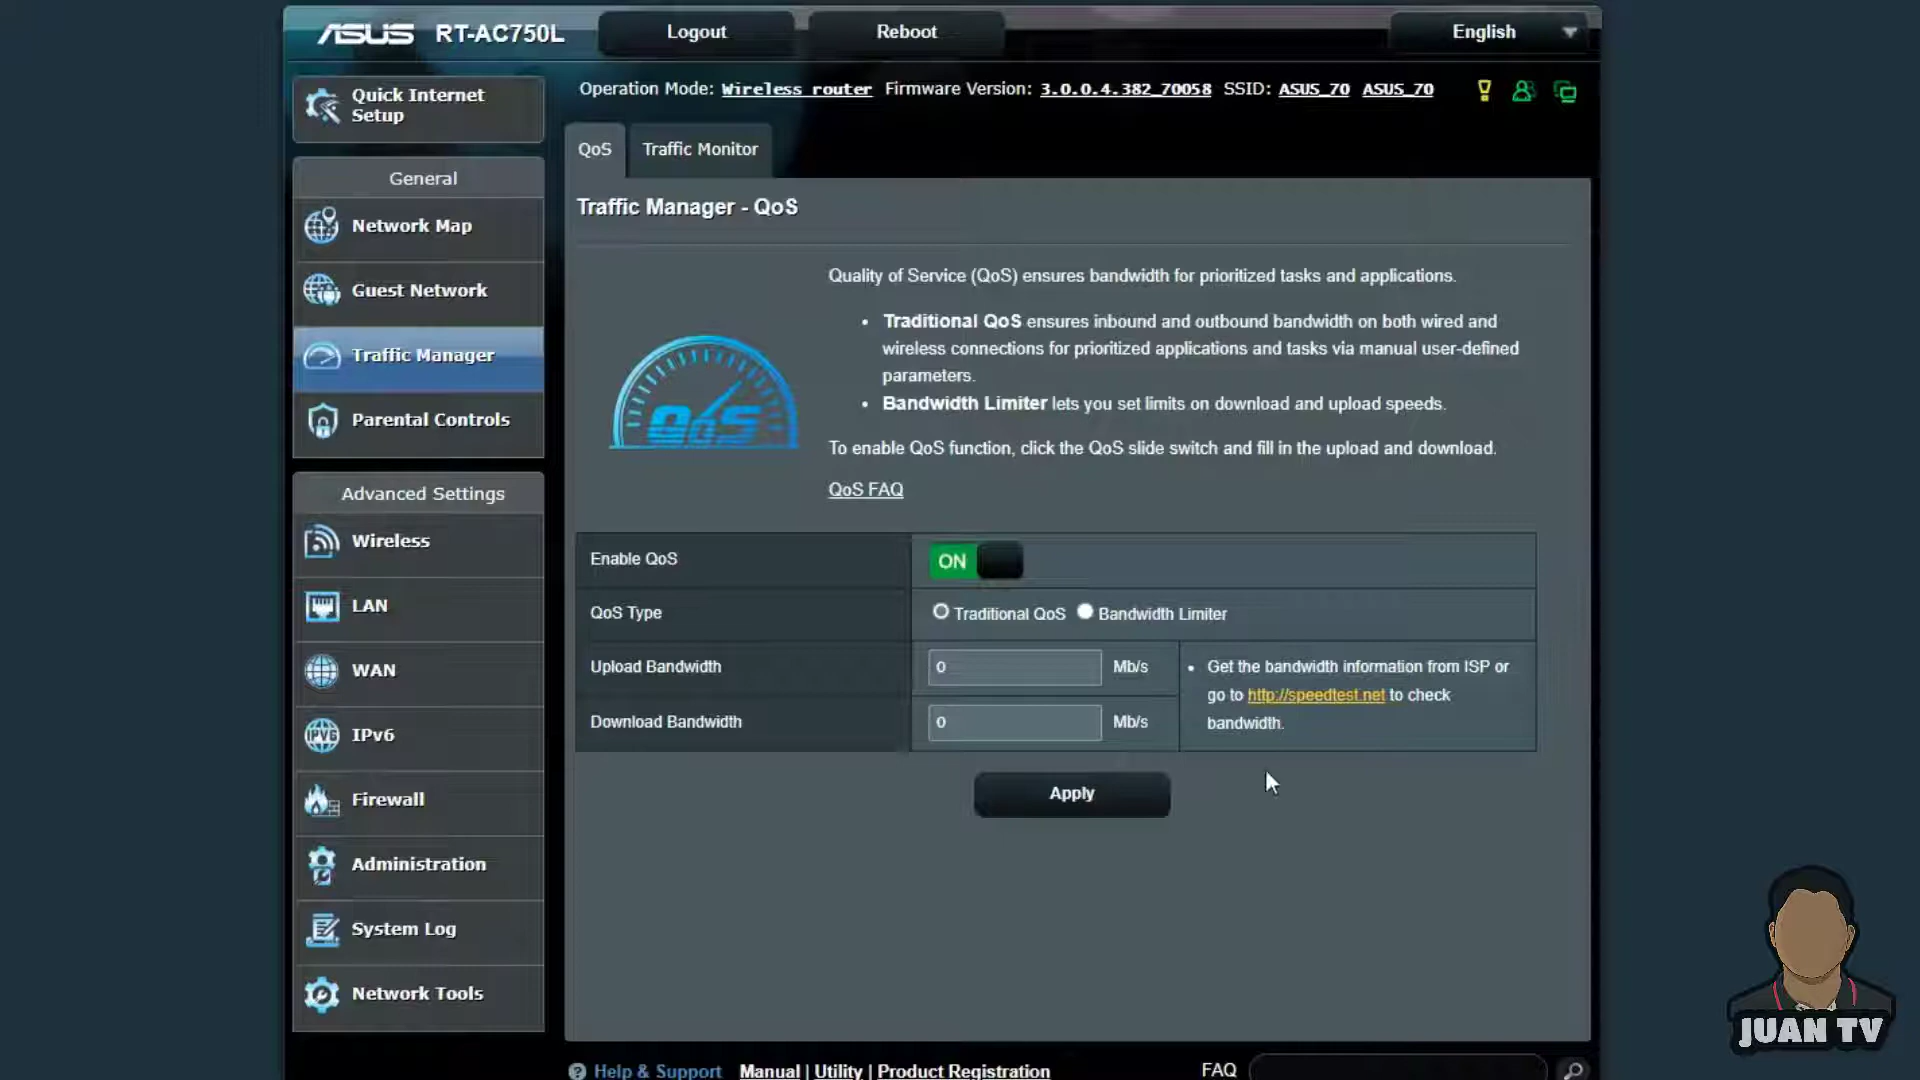 ASUS RT-AC750L
Logout
Reboot
English
Quick Internet
Setup
General
Network Map
Guest Network
Traffic Manager
Parental Controls
Advanced Settings
Wireless
LAN
WAN
IPv6
IPv6
Firewall
Administration
System Log
Network Tools
Operation Mode: Wireless router Firmware Version: 3.0.0.4.382_70058 SSID: ASUS_70 ASUS_70
QoS
Traffic Monitor
Traffic Manager - QoS
QoS
Quality of Service (QoS) ensures bandwidth for prioritized tasks and applications.
• Traditional QoS ensures inbound and outbound bandwidth on both wired and
wireless connections for prioritized applications and tasks via manual user-defined
parameters.
• Bandwidth Limiter lets you set limits on download and upload speeds.
To enable QoS function, click the QoS slide switch and fill in the upload and download.
QoS FAQ
Enable QoS
ON
QoS Type
Traditional QoS Bandwidth Limiter
Upload Bandwidth
0 Mb/s
Download Bandwidth
0 Mb/s
• Get the bandwidth information from ISP or
go to http://speedtest.net to check
bandwidth.
Apply
? Help & Support Manual | Utility | Product Registration
FAQ
JUAN TV